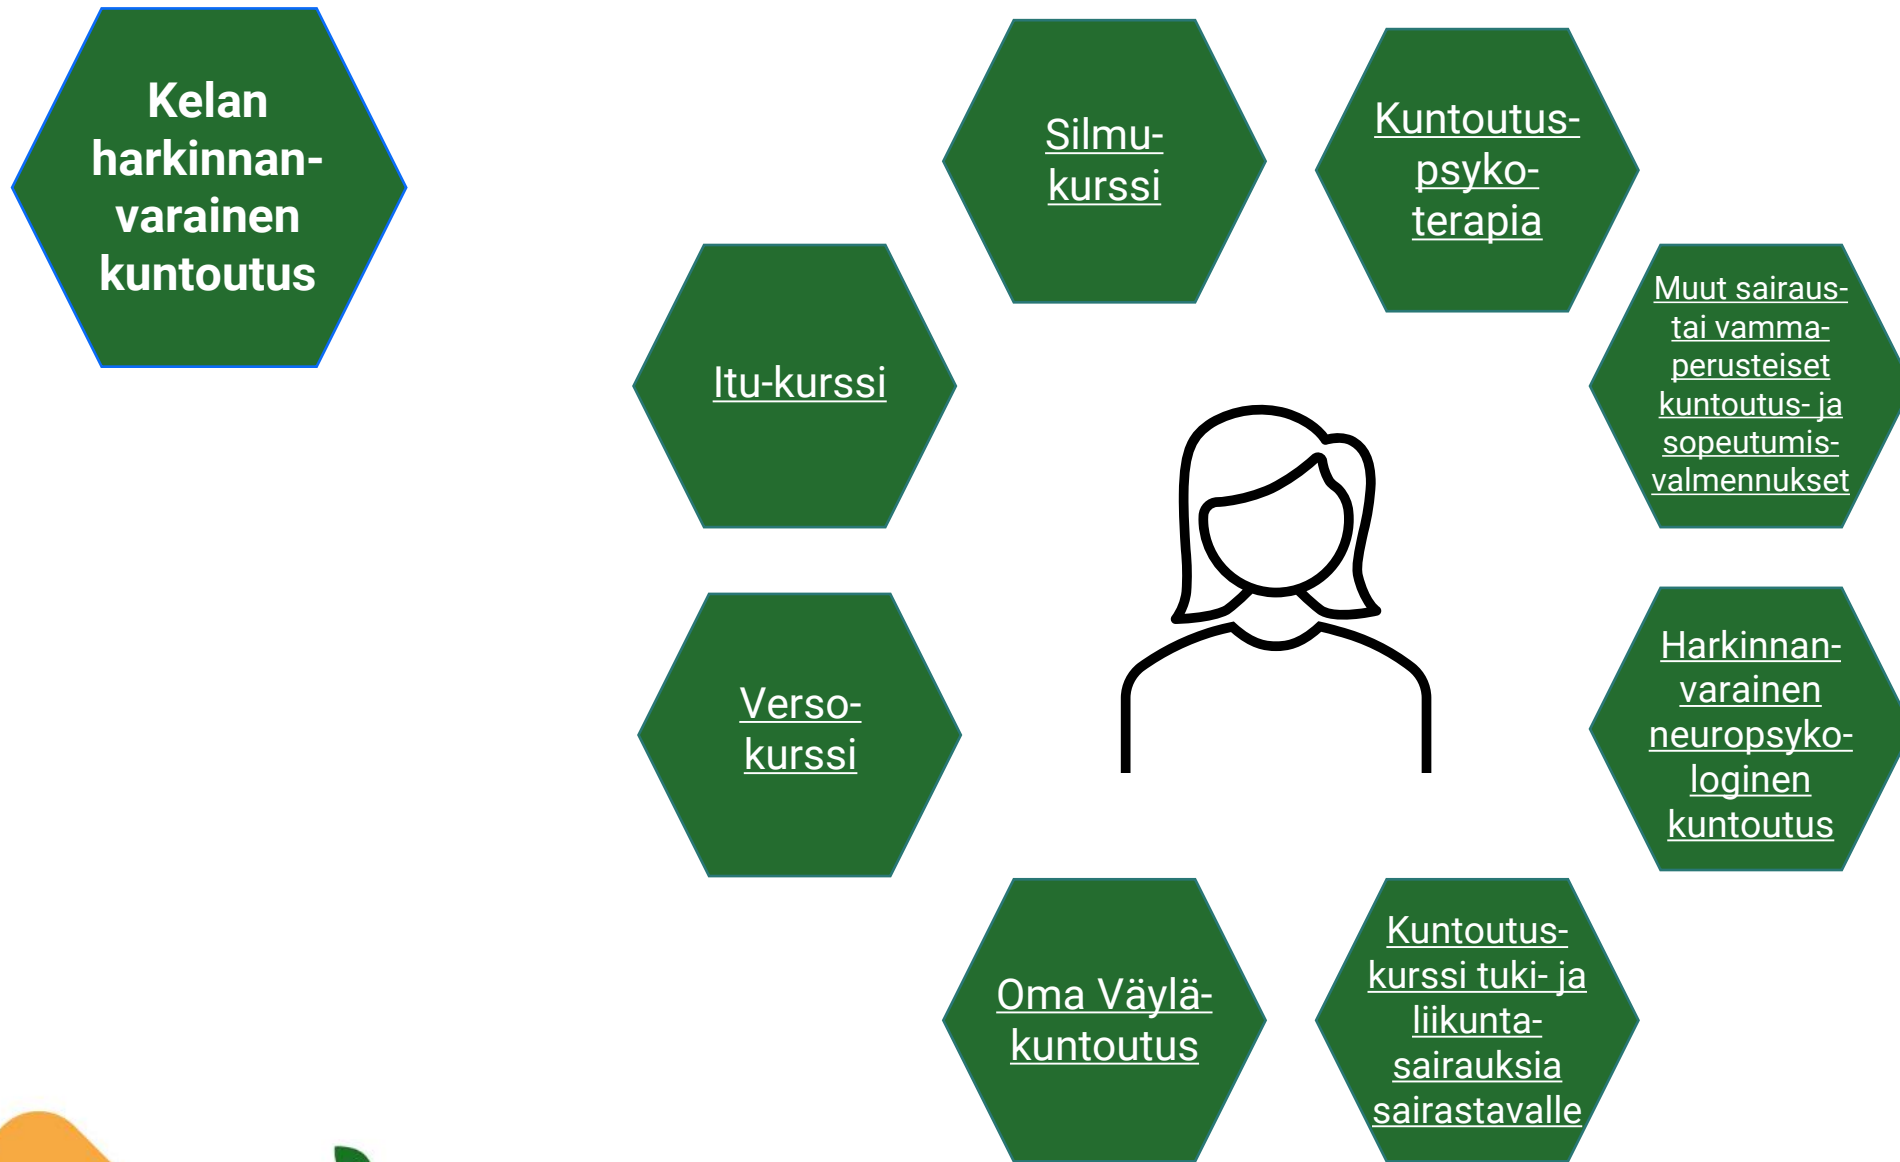 Kelan
harkinnan-
varainen
kuntoutus
Silmu-
kurssi
Kuntoutus-
psyko-
terapia
Muut sairaus-
tai vamma-
perusteiset
kuntoutus- ja
sopeutumis-
valmennukset
Harkinnan-
varainen
neuropsyko-
loginen
kuntoutus
Kuntoutus-
kurssi tuki- ja
liikunta-
sairauksia
sairastavalle
Oma Väylä-
kuntoutus
Verso-
kurssi
Itu-kurssi